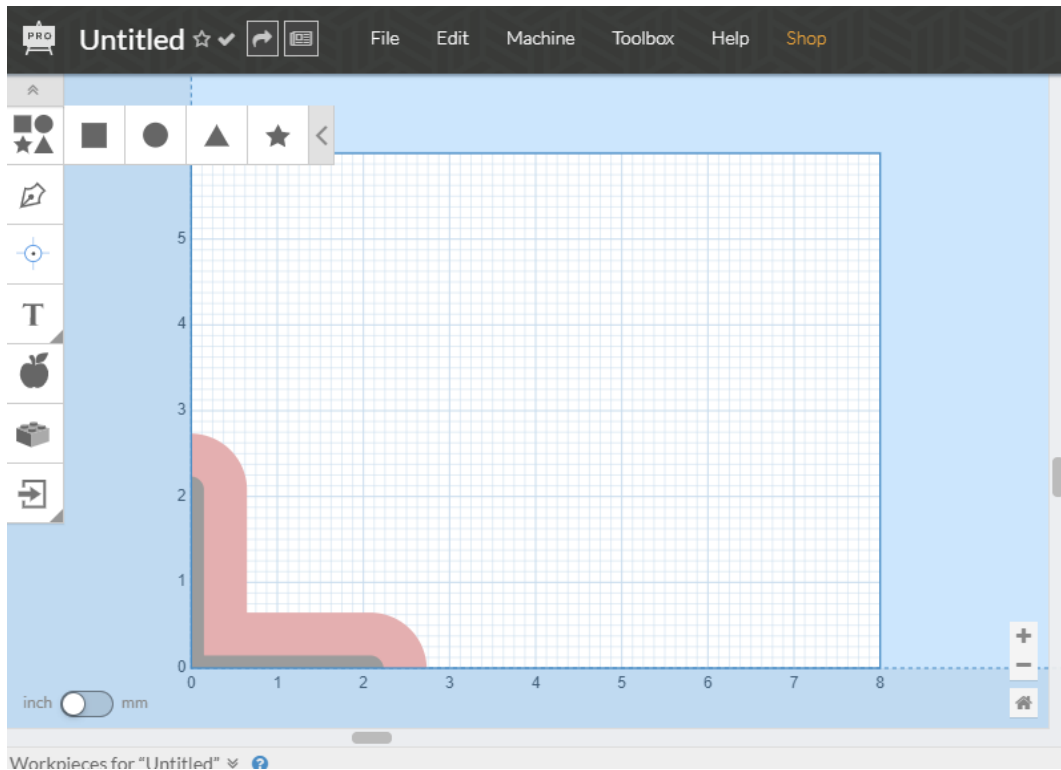 PRO Untitled File Edit Machine Toolbox Help Shop
5
4
T
3
2
1
0
0 1 2 3 4 5 6 7 8
inch mm
Workpieces for "Untitled" ?